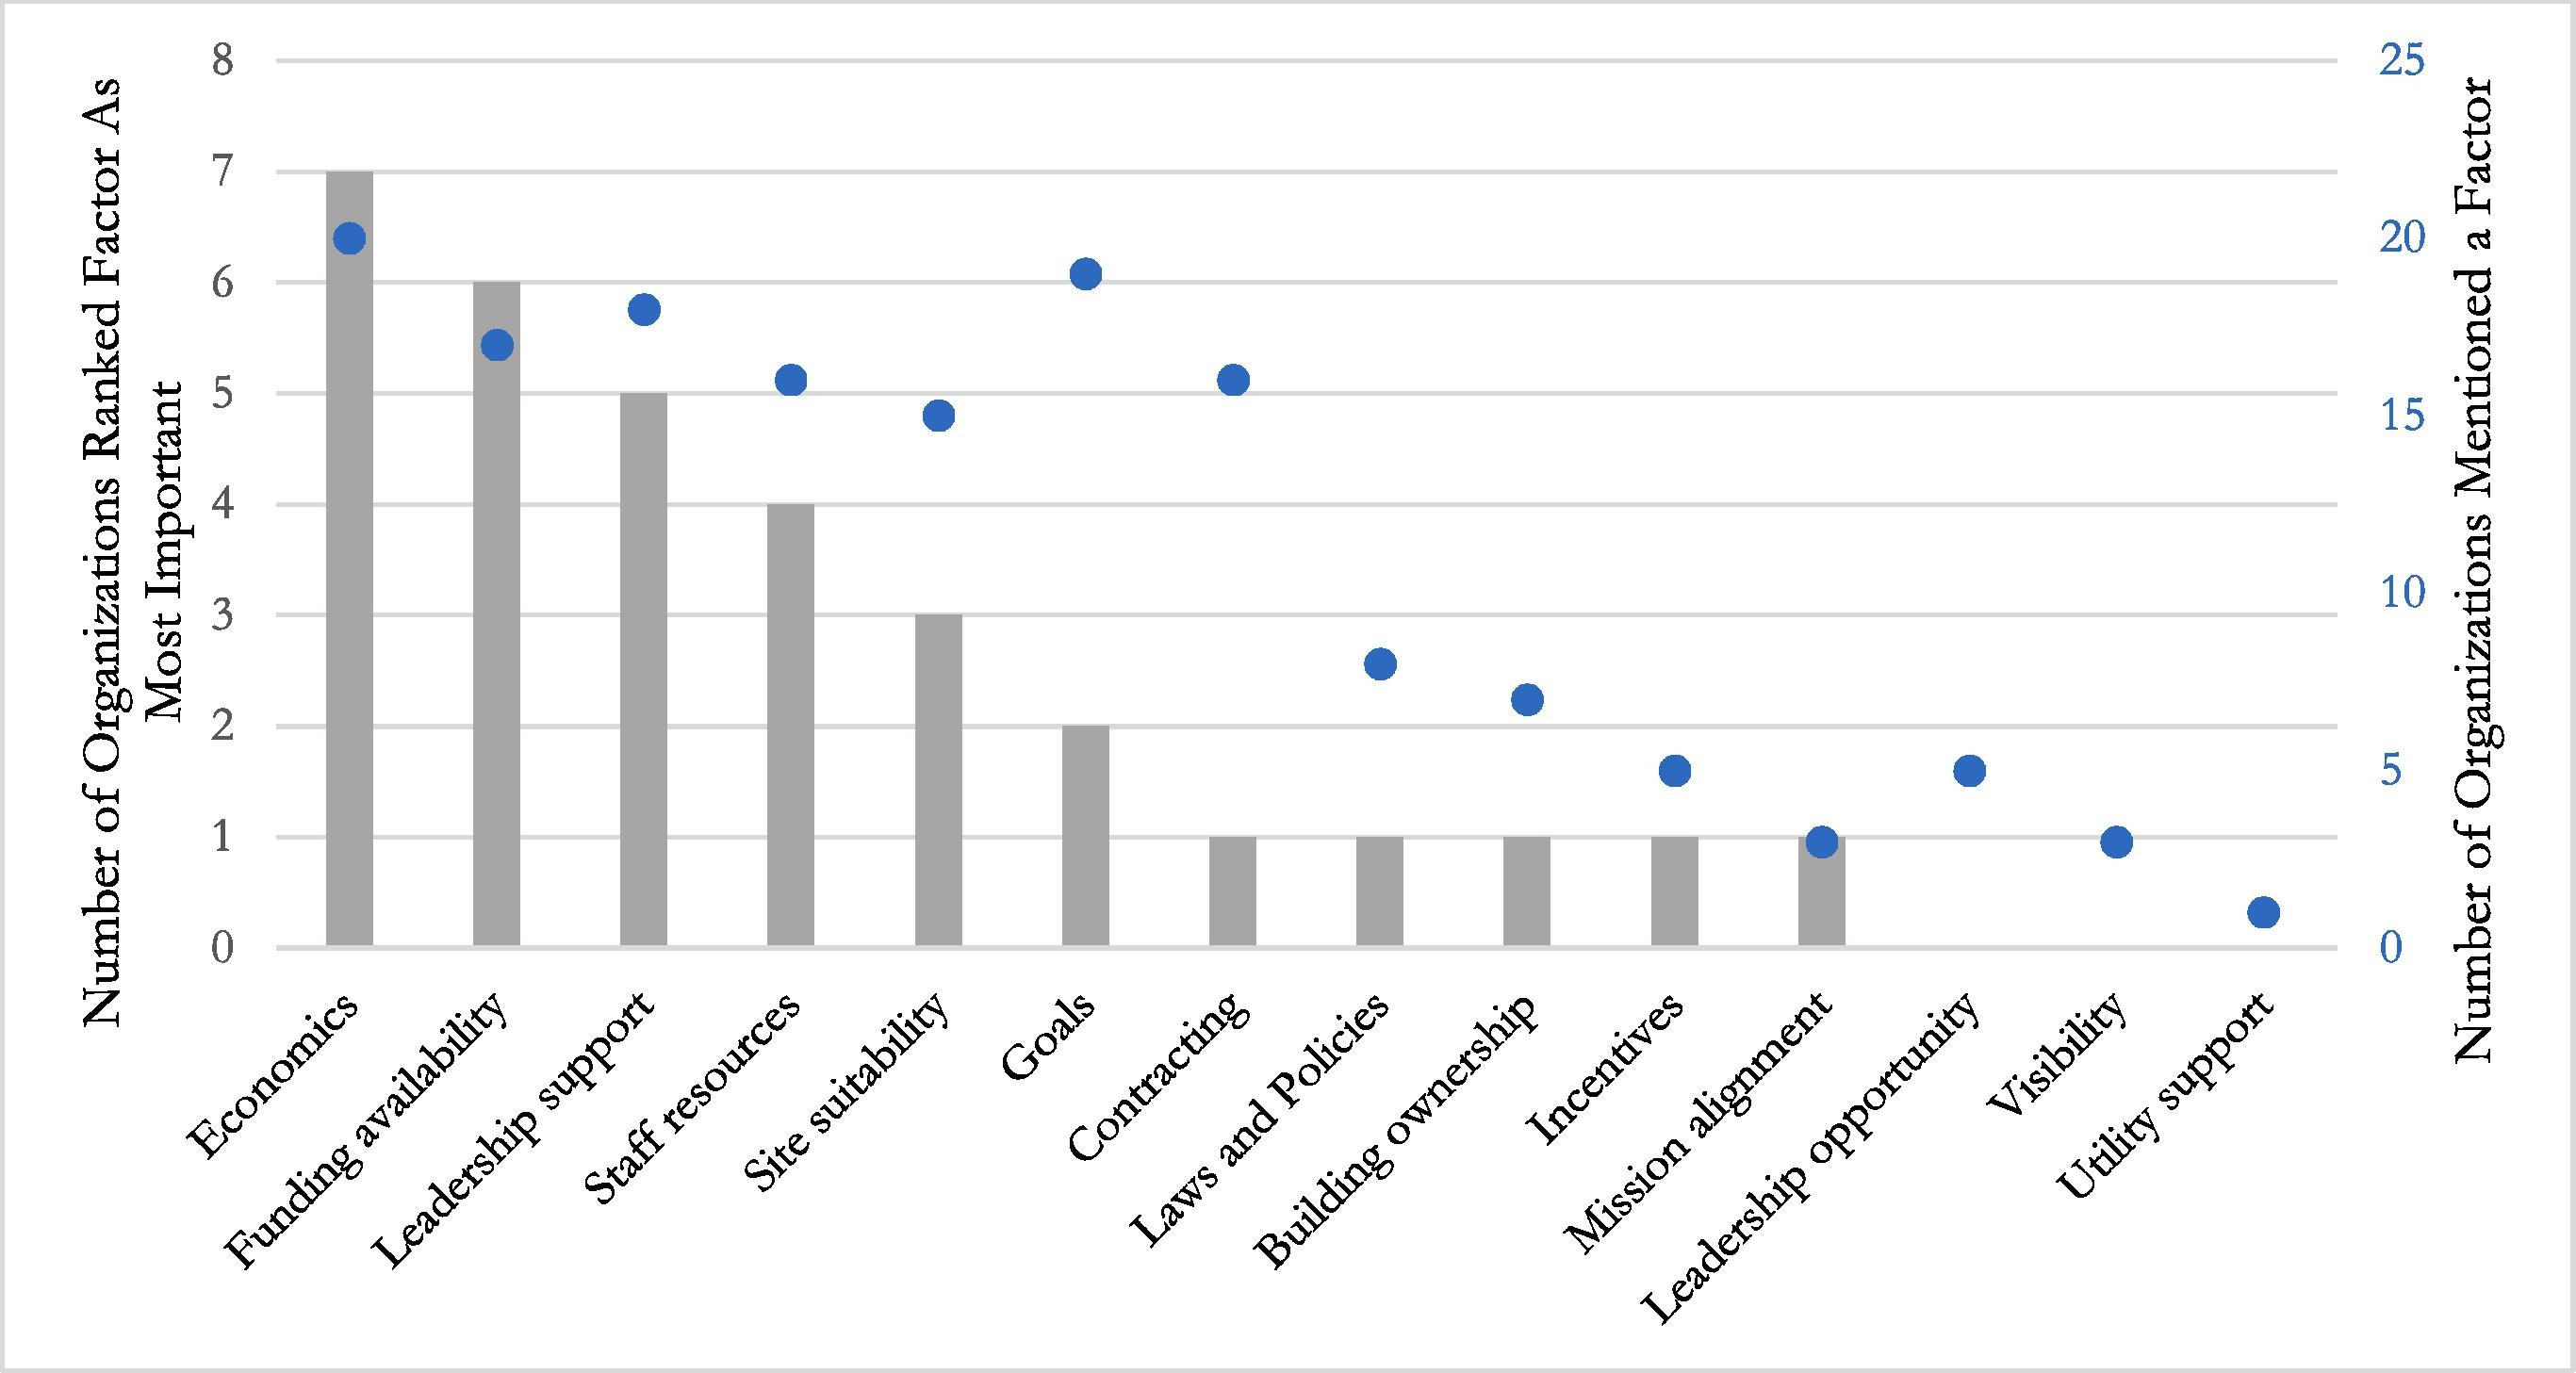 Number of Organizations Ranked Factor As
Most Important
8
7
6
5
4
3
2
1
0
25
20
15
10
5
0
Number of Organizations Mentioned a Factor
Economics
Funding availability
Leadership support
Staff resources
Site suitability
Goals
Contracting
Laws and Policies
Building ownership
Incentives
Mission alignment
Leadership opportunity
Visibility
Utility support